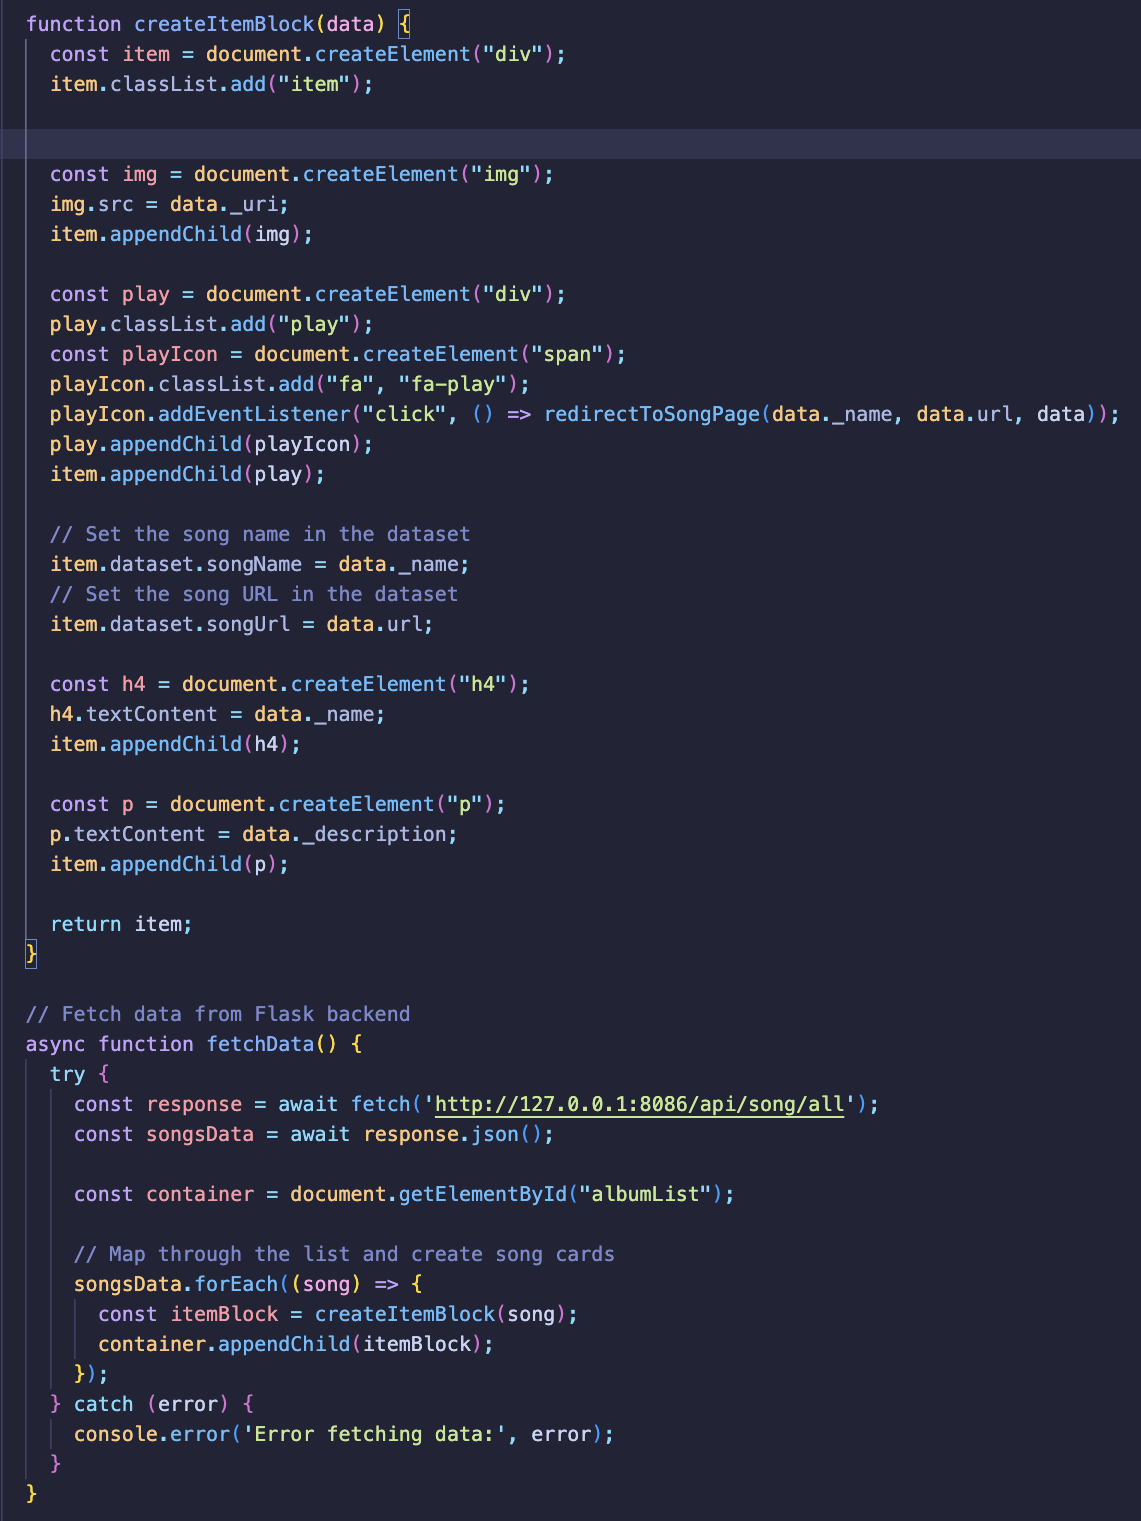 function createItemBlock(data) {
  const item = document.createElement("div");
  item.classList.add("item");

  const img = document.createElement("img");
  img.src = data._uri;
  item.appendChild(img);

  const play = document.createElement("div");
  play.classList.add("play");
  const playIcon = document.createElement("span");
  playIcon.classList.add("fa", "fa-play");
  playIcon.addEventListener("click", () => redirectToSongPage(data._name, data.url, data));
  play.appendChild(playIcon);
  item.appendChild(play);

  // Set the song name in the dataset
  item.dataset.songName = data._name;
  // Set the song URL in the dataset
  item.dataset.songUrl = data.url;

  const h4 = document.createElement("h4");
  h4.textContent = data._name;
  item.appendChild(h4);

  const p = document.createElement("p");
  p.textContent = data._description;
  item.appendChild(p);

  return item;
}

// Fetch data from Flask backend
async function fetchData() {
  try {
    const response = await fetch('http://127.0.0.1:8086/api/song/all');
    const songsData = await response.json();

    const container = document.getElementById("albumList");

    // Map through the list and create song cards
    songsData.forEach((song) => {
      const itemBlock = createItemBlock(song);
      container.appendChild(itemBlock);
    });
  } catch (error) {
    console.error('Error fetching data:', error);
  }
}